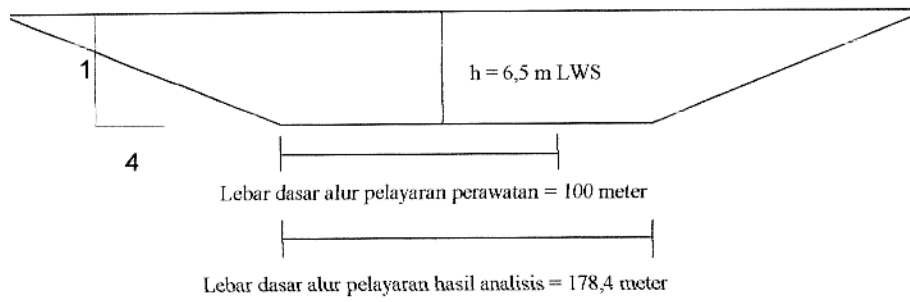 1
h = 6,5 m LWS
4
Lebar dasar alur pelayaran perawatan = 100 meter
Lebar dasar alur pelayaran hasil analisis = 178,4 meter